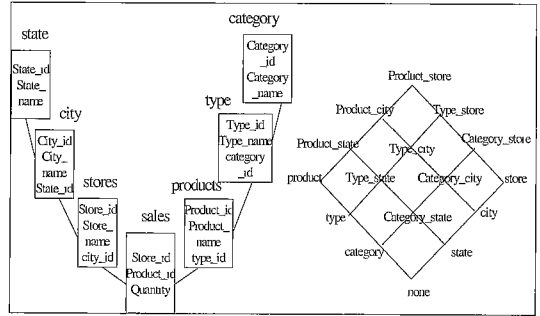 category
state
Category
_id
Category
_name
State_id
State_
name
type
city
Type_id
Type_name
category
_id
City_id
City_
name
State_id
stores
products
Store_id
Store_
name
city_id
sales
Product_id
Product_
name
type_id
Store_id
Product_id
Quantity
Product_store
Product_city
Type_store
Product_state
Type_city
Category_store
product
Type_state
Category_city
store
type
Category_state
city
category
state
none